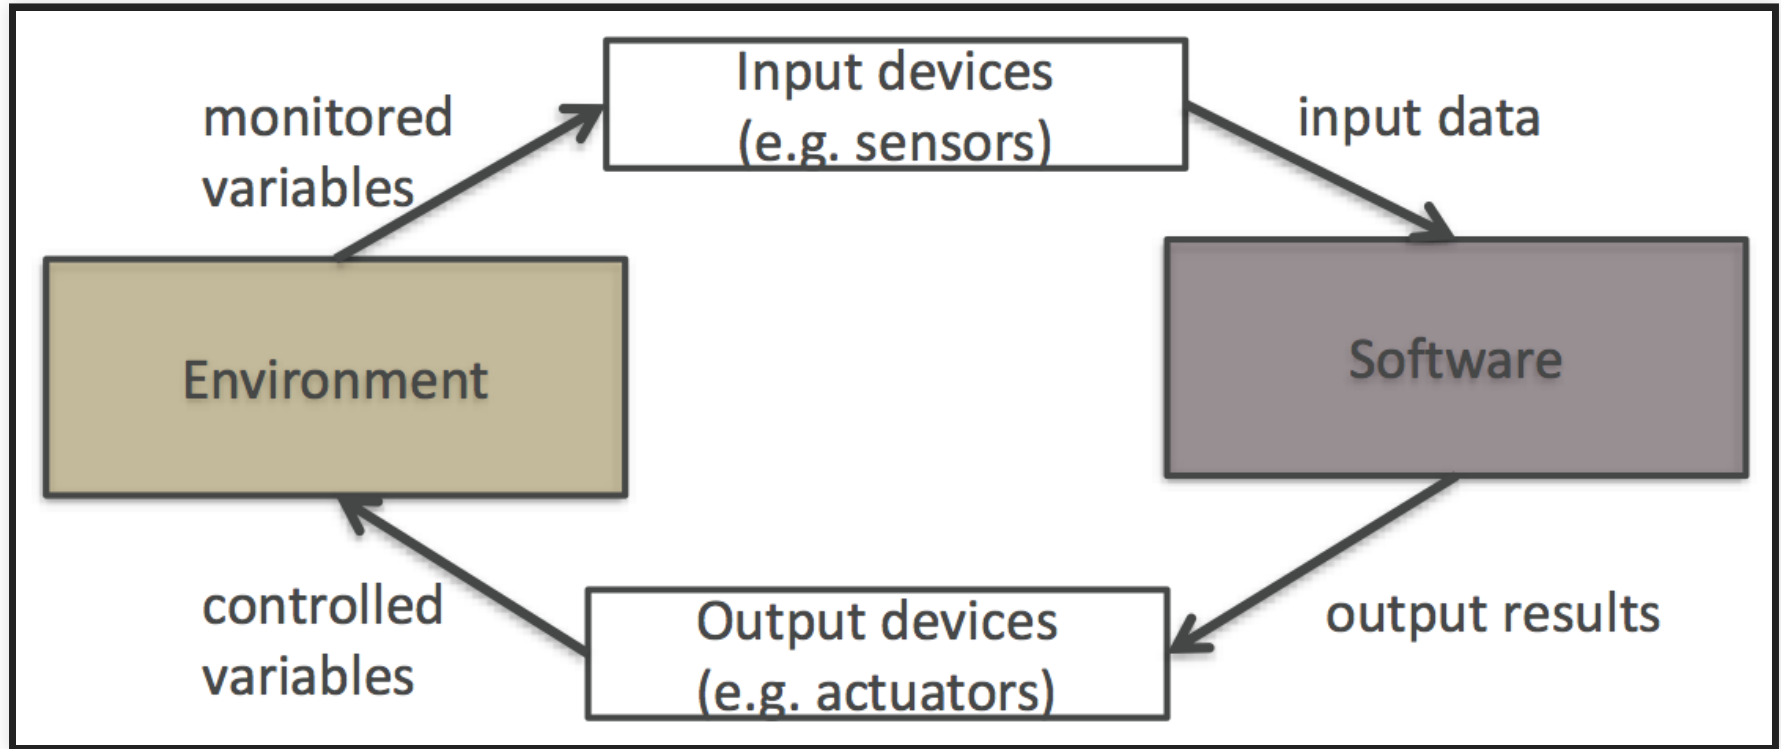 Input devices
(e.g. sensors)
monitored
variables
input data
Environment
Software
controlled
variables
Output devices
(e.g. actuators)
output results